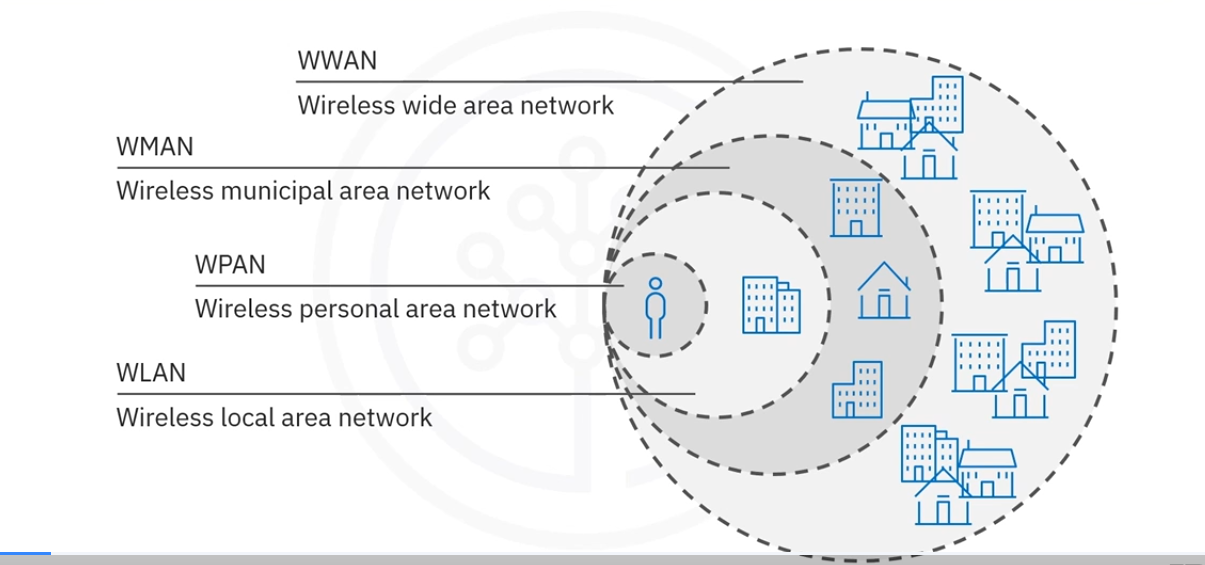 WWAN
Wireless wide area network
WMAN
Wireless municipal area network
WPAN
Wireless personal area network
WLAN
Wireless local area network